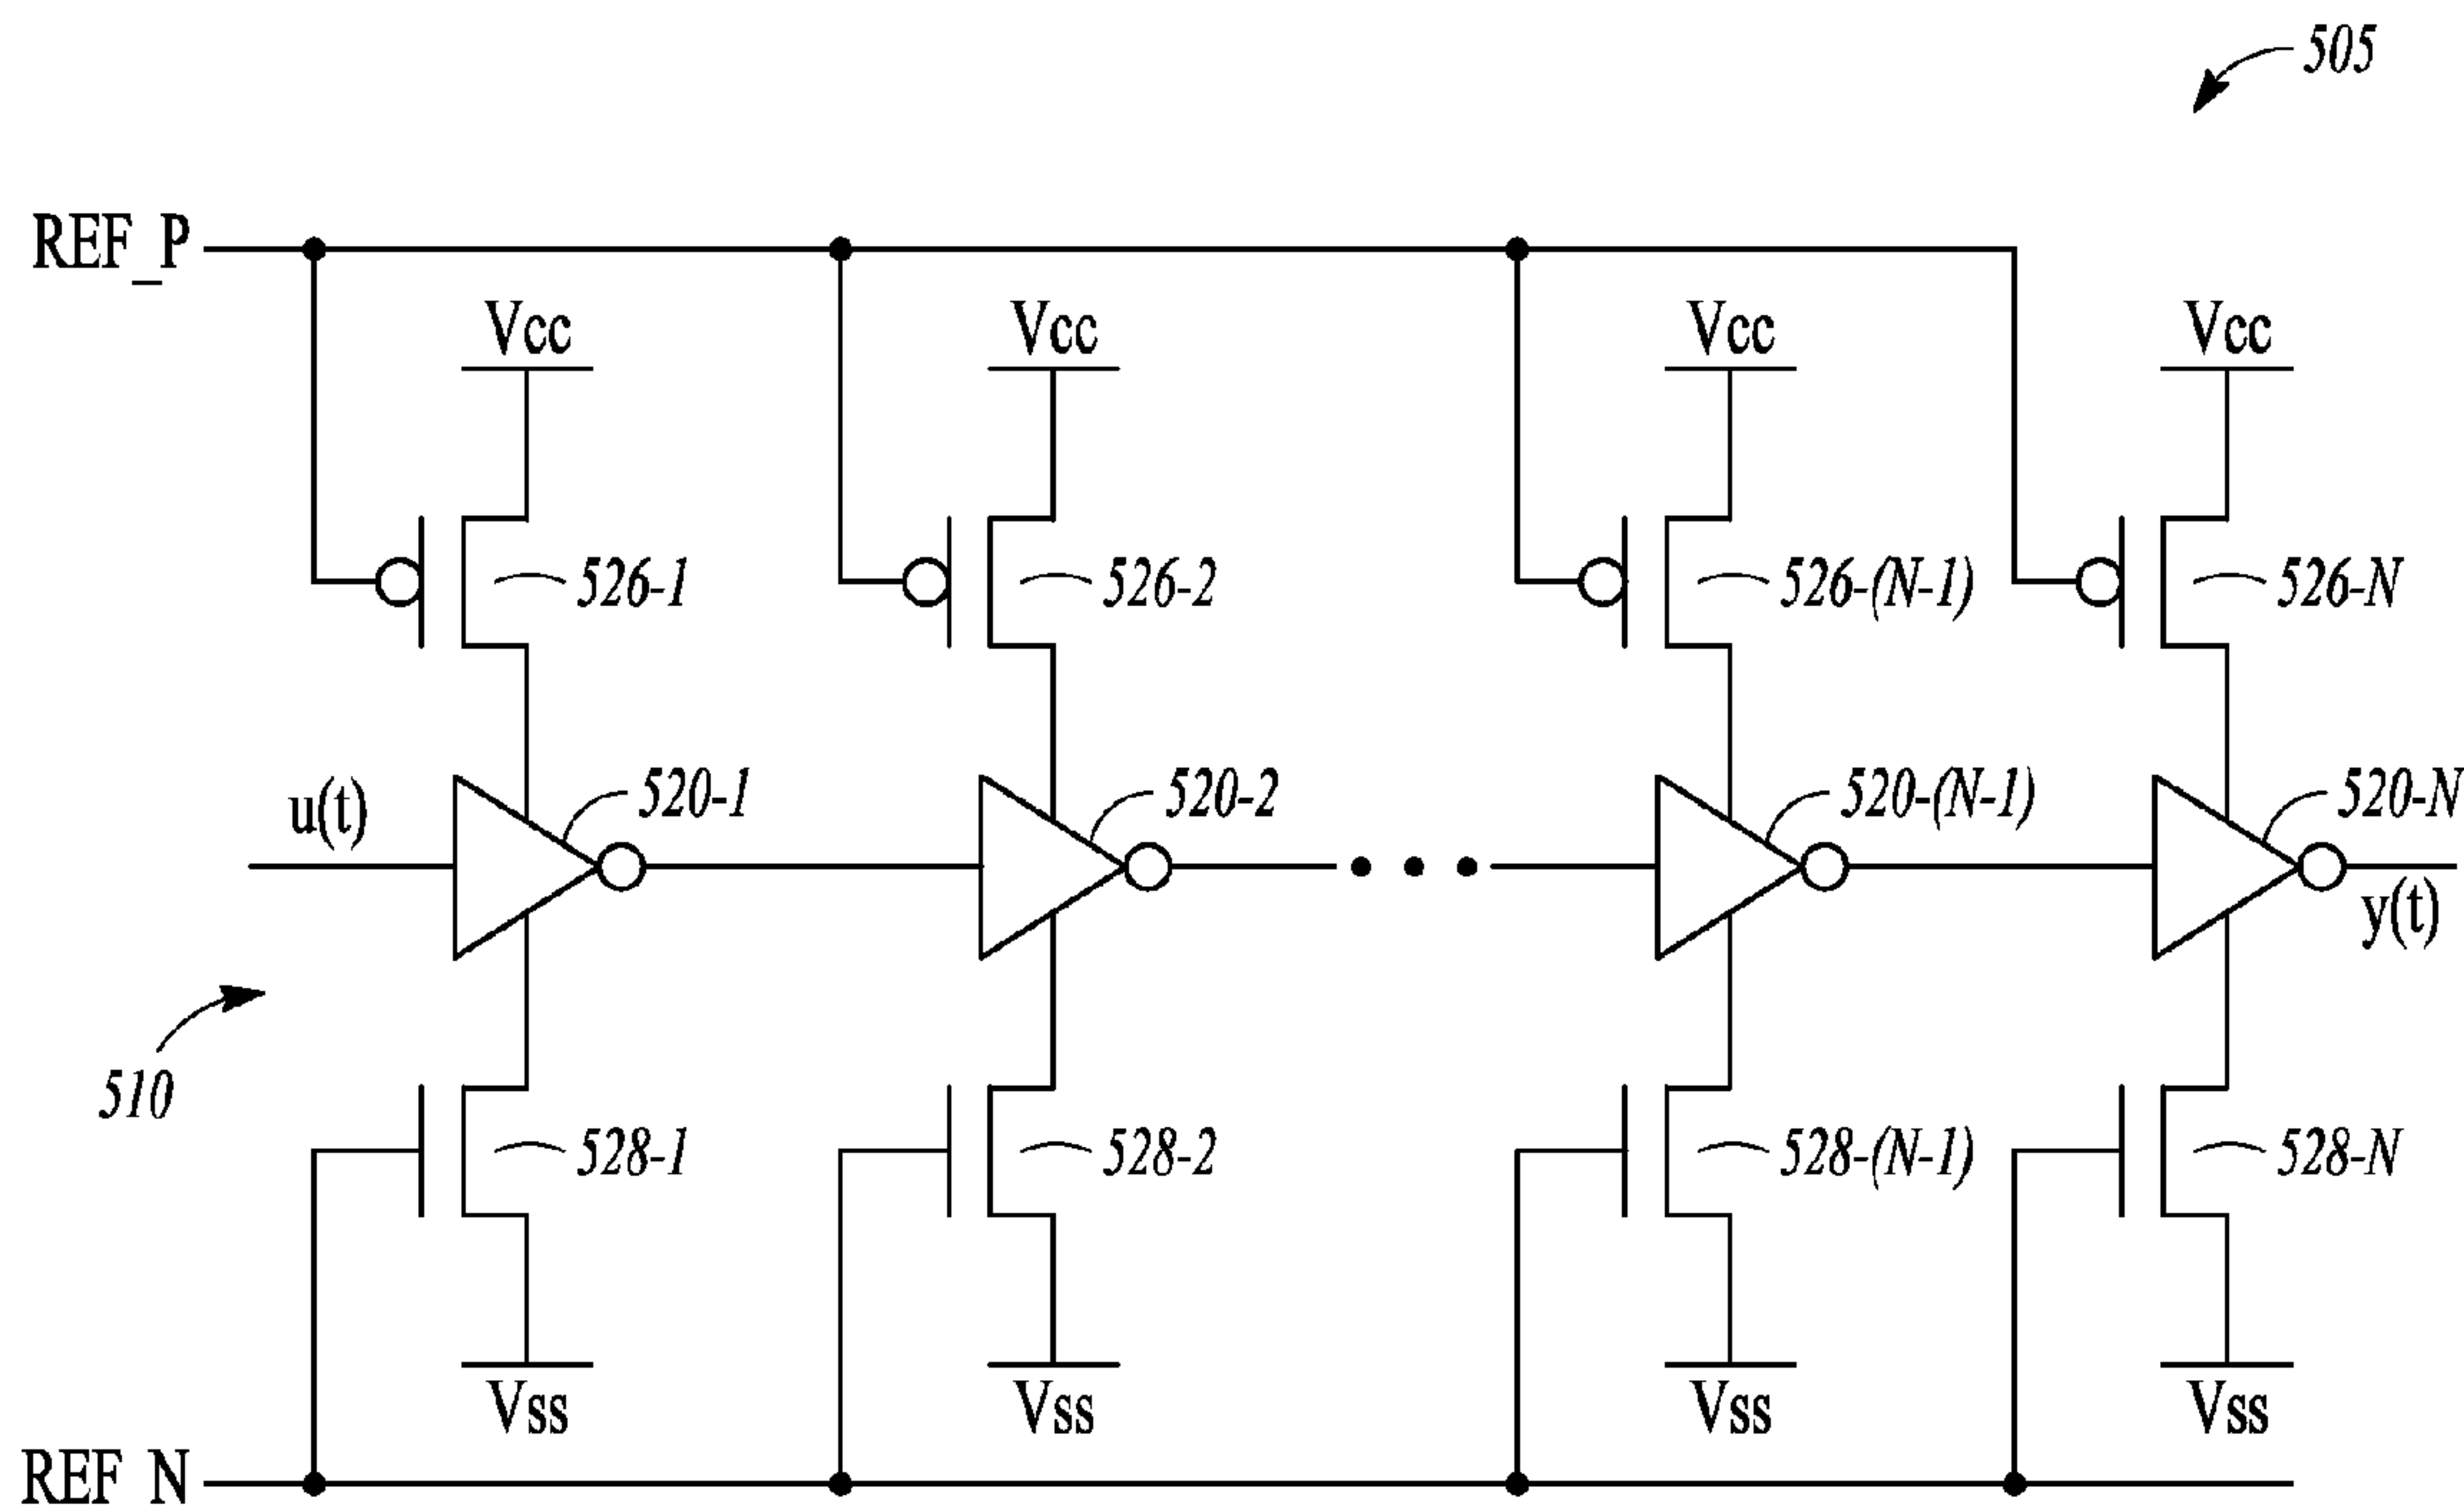 505
REF_P
Vcc Vcc Vcc Vcc
526-1 526-2 526-(N-1) 526-N
u(t) 520-1 520-2 520-(N-1) 520-N
y(t)
510
528-1 528-2 528-(N-1) 528-N
Vss Vss Vss Vss
REF N